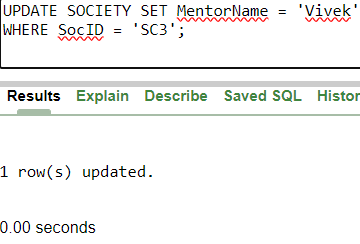 UPDATE SOCIETY SET MentorName = 'Vivek'
WHERE SocID = 'SC3';
Results Explain Describe Saved SQL Histor
1 row(s) updated.
0.00 seconds